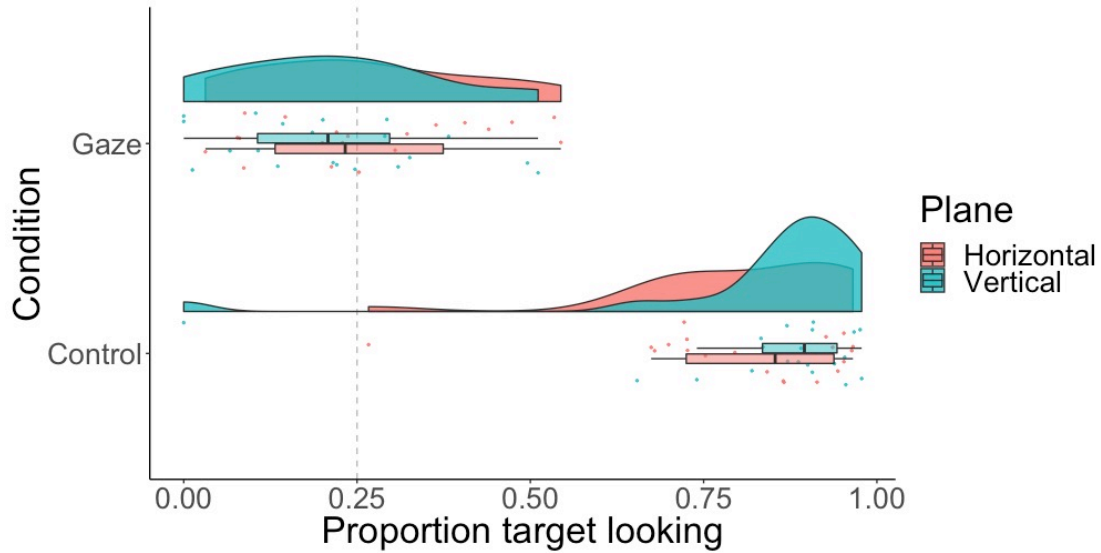 Condition
Gaze
Control
0.00 0.25 0.50 0.75 1.00
Proportion target looking
Plane
Horizontal
Vertical